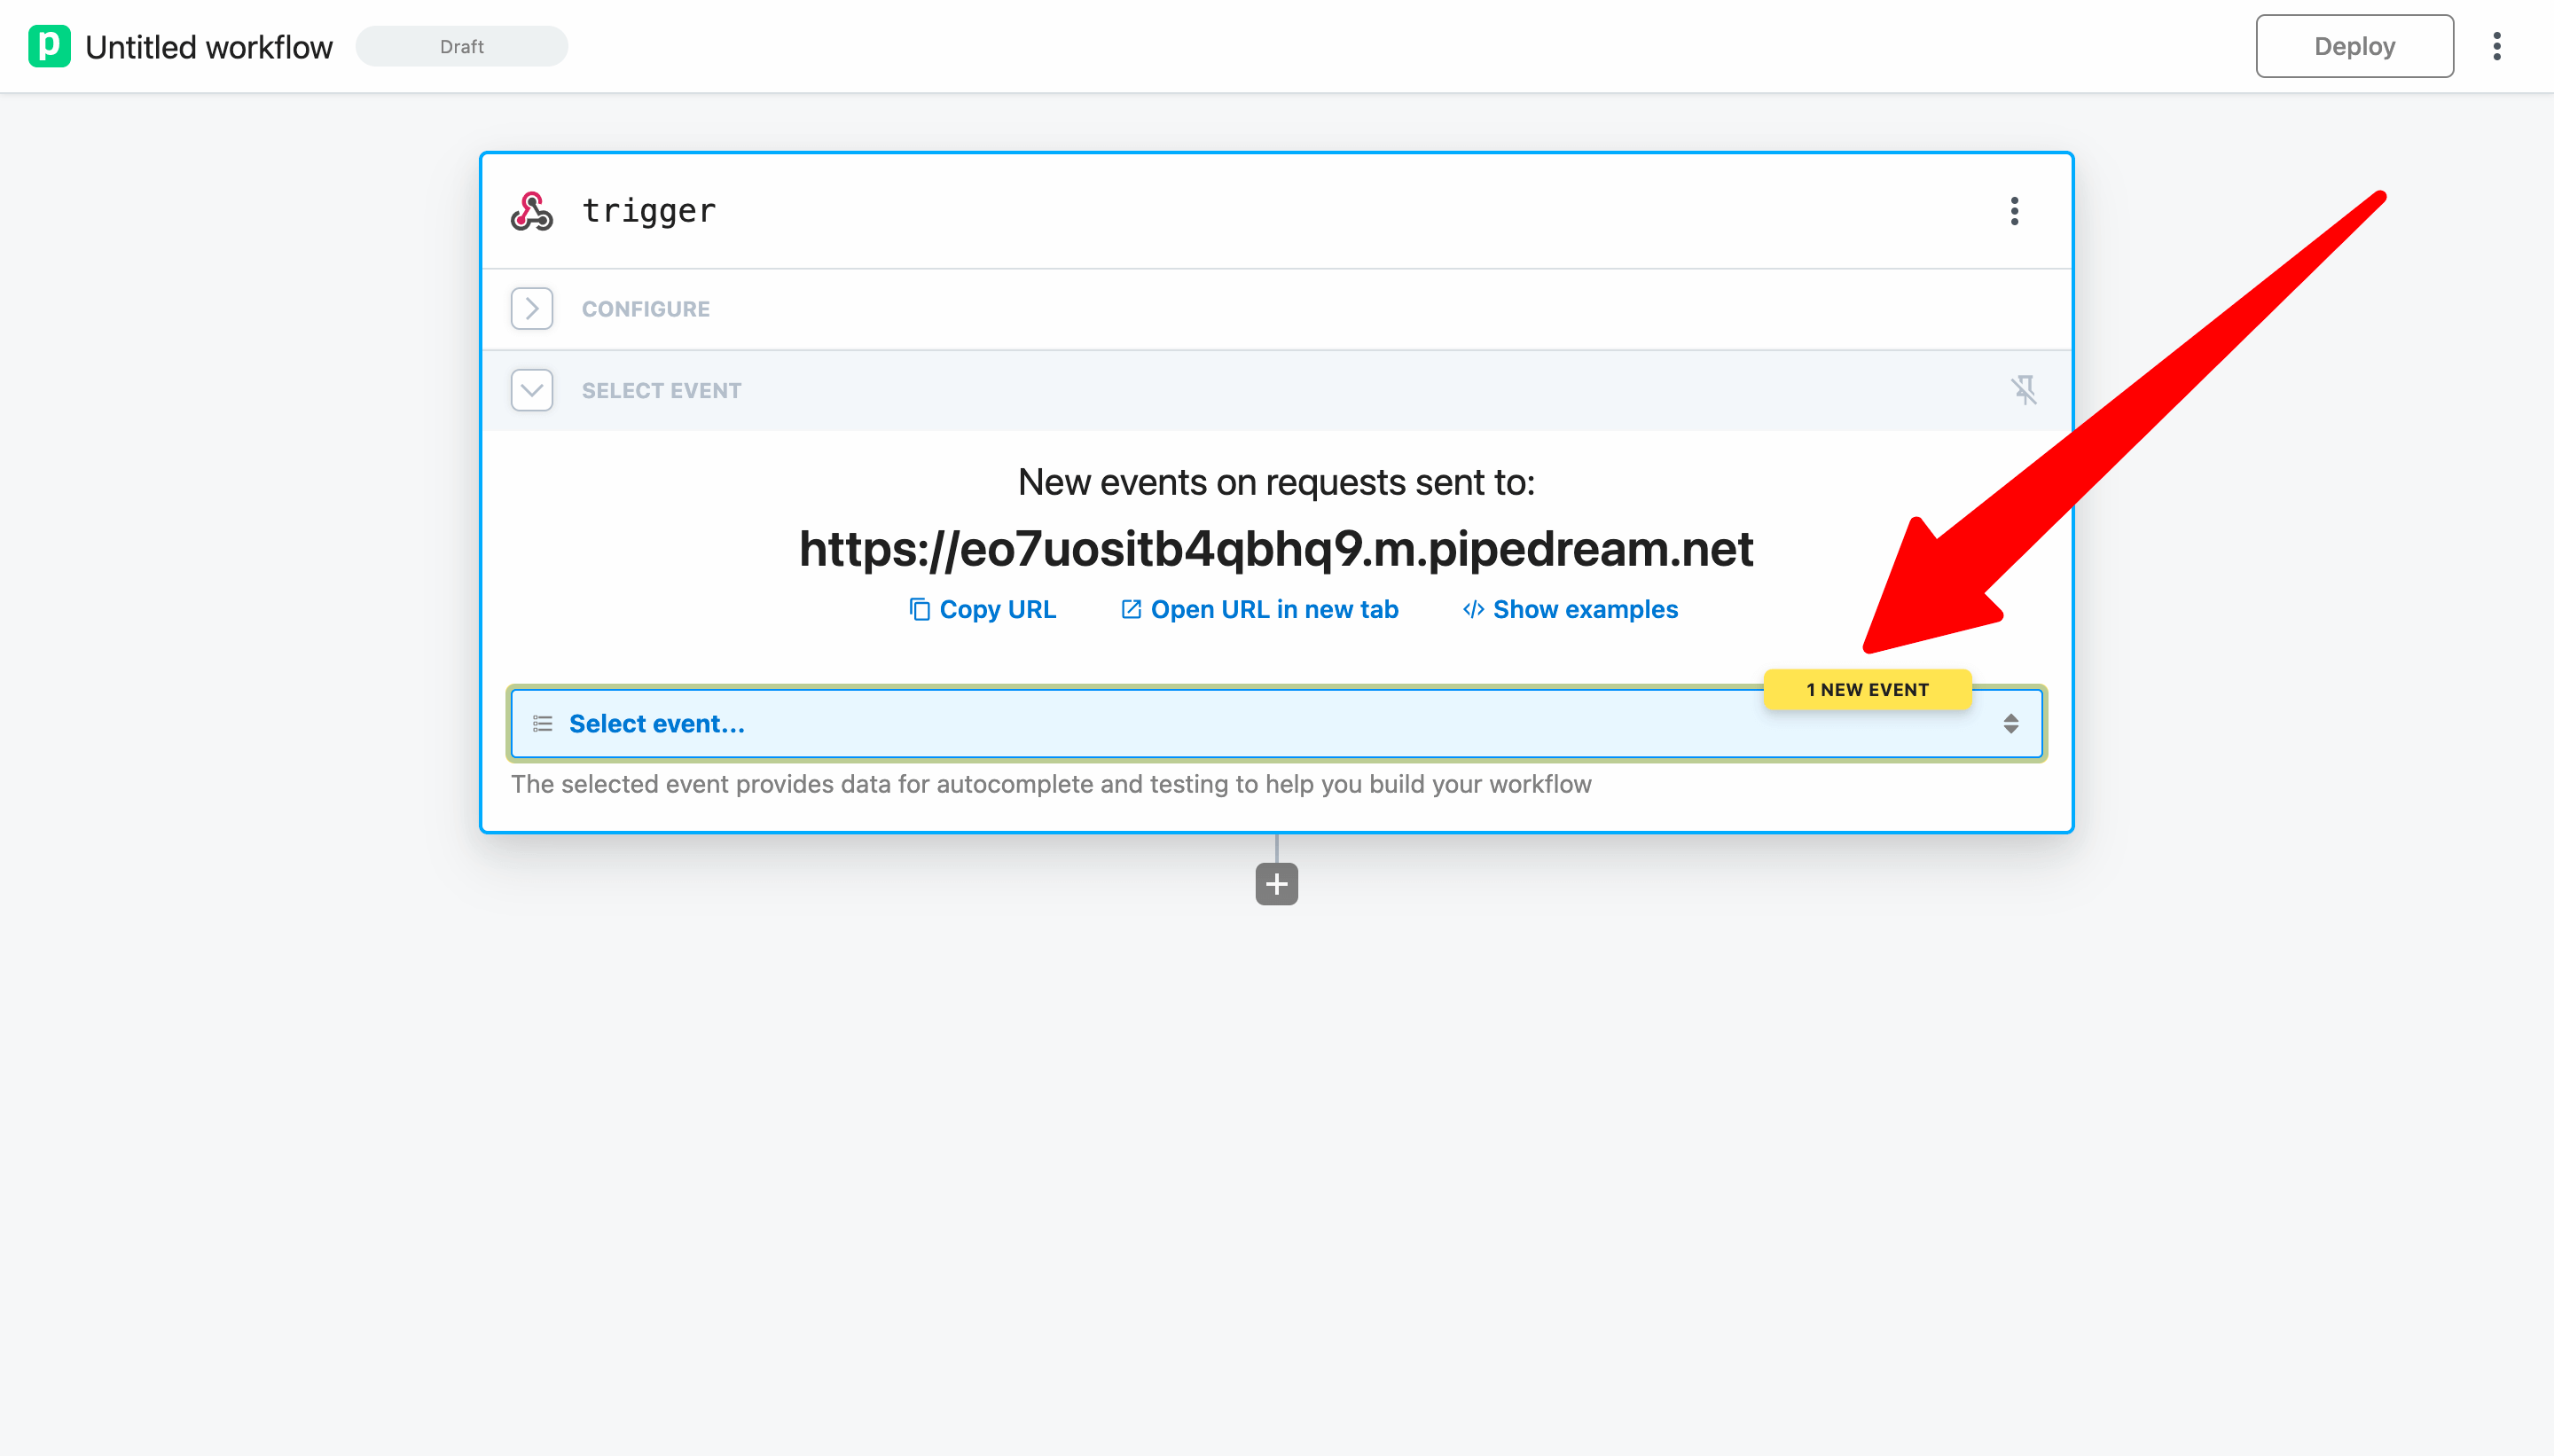 p Untitled workflow Draft Deploy
trigger
CONFIGURE
SELECT EVENT
New events on requests sent to:
https://eo7uositb4qbhq9.m.pipedream.net
Copy URL Open URL in new tab </> Show examples
1 NEW EVENT
Select event...
The selected event provides data for autocomplete and testing to help you build your workflow